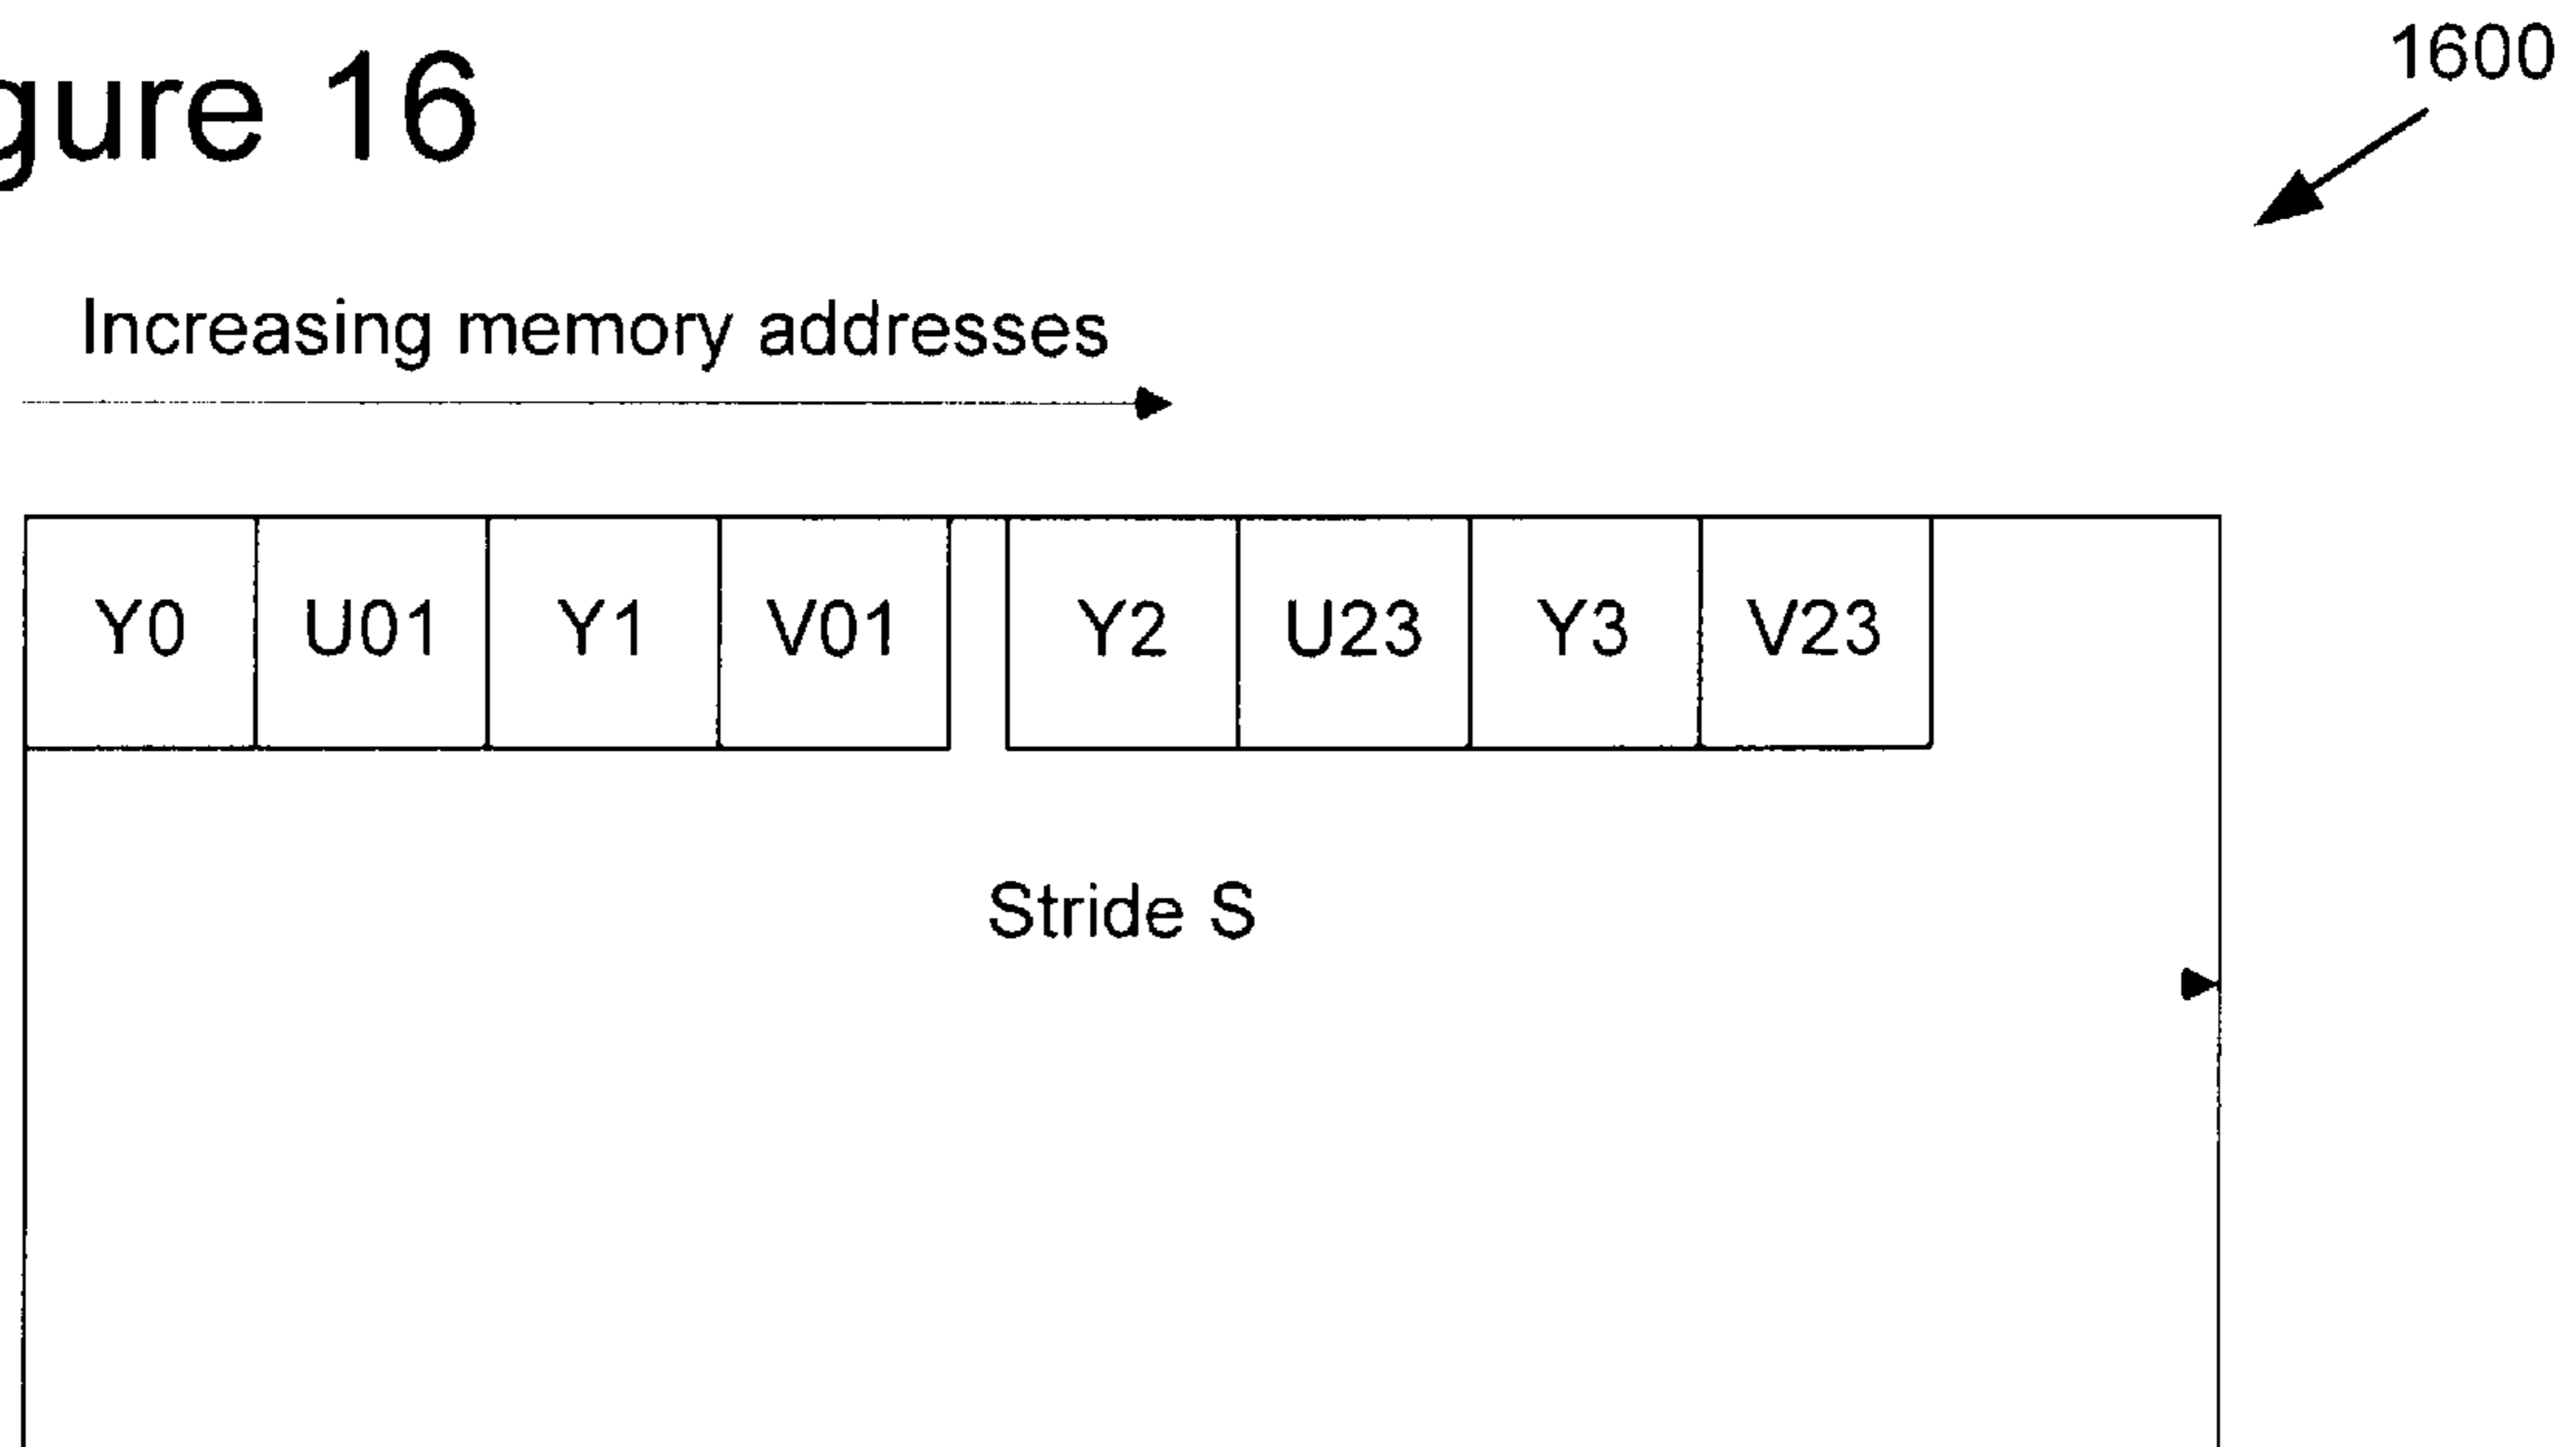 gure 16
1600
Increasing memory addresses
Y0 U01 Y1 V01 Y2 U23 Y3 V23
Stride S